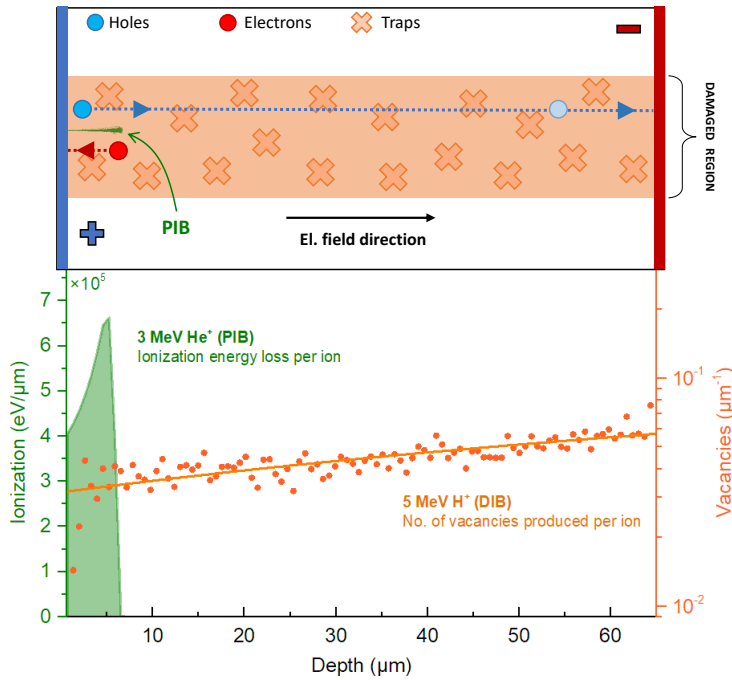 Holes
Electrons
Traps
DAMAGED REGION
PIB
El. field direction
×10⁵
7
6
5
4
3
2
1
0
Ionization (eV/μm)
3 MeV He⁺ (PIB)
Ionization energy loss per ion
5 MeV H⁺ (DIB)
No. of vacancies produced per ion
10⁻¹
10⁻²
Vacancies (μm⁻¹)
10
20
30
40
50
60
Depth (μm)